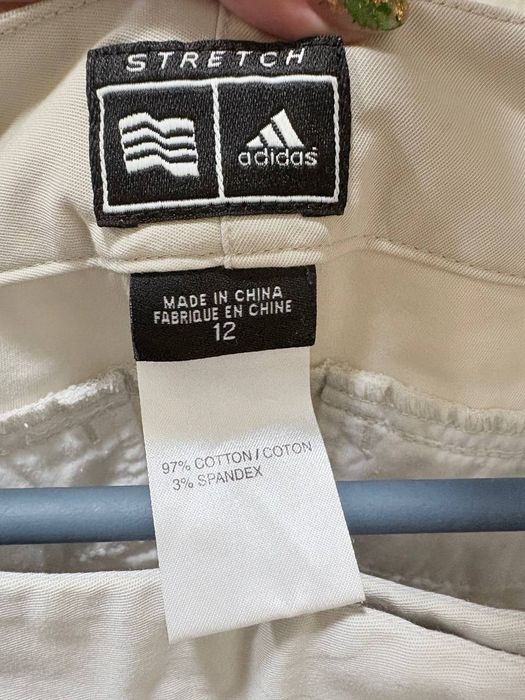 STRETCH
adidas
MADE IN CHINA
FABRIQUE EN CHINE
12
97% COTTON / COTON
3% SPANDEX